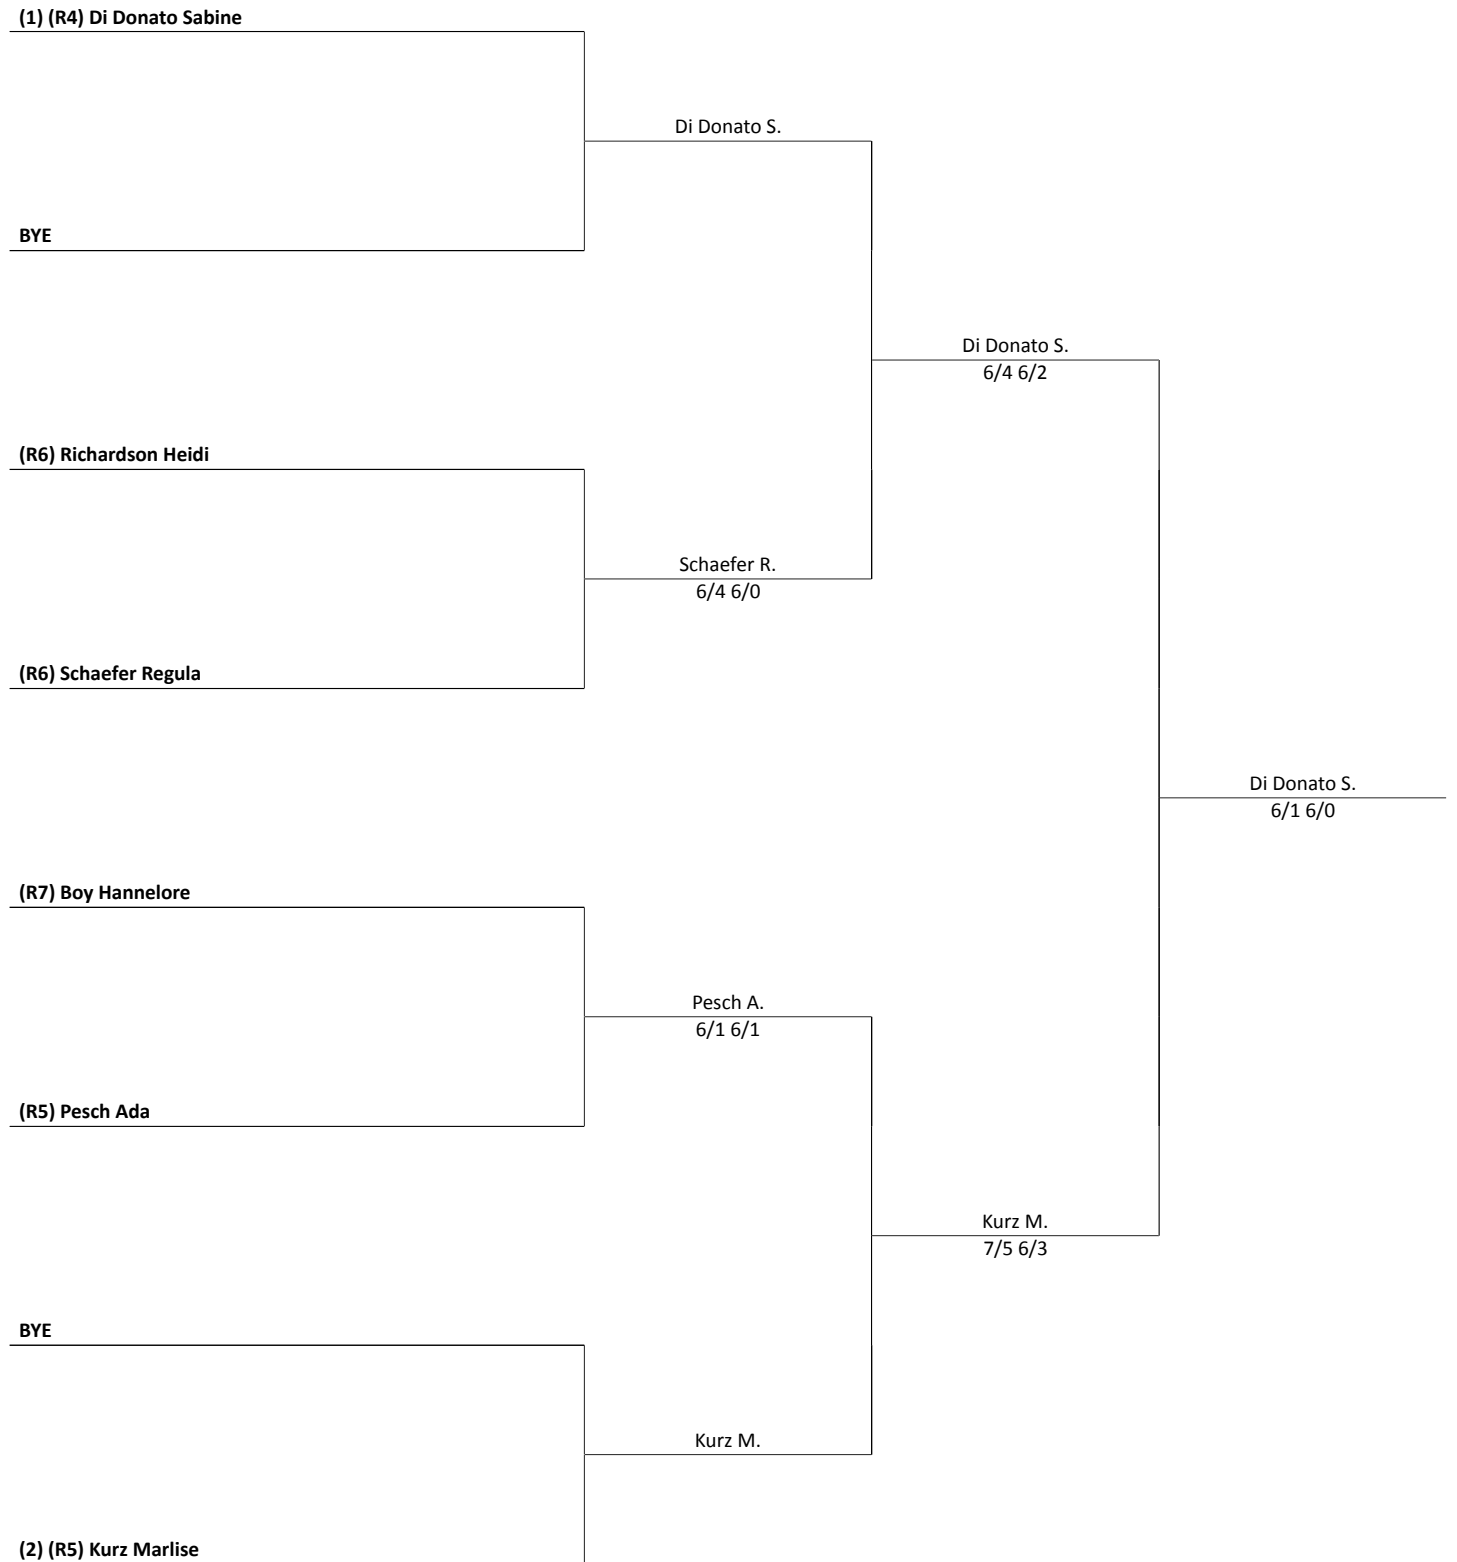 (1) (R4) Di Donato Sabine
Di Donato S.
BYE
Di Donato S.
6/4 6/2
(R6) Richardson Heidi
Schaefer R.
6/4 6/0
(R6) Schaefer Regula
Di Donato S.
6/1 6/0
(R7) Boy Hannelore
Pesch A.
6/1 6/1
(R5) Pesch Ada
Kurz M.
7/5 6/3
BYE
Kurz M.
(2) (R5) Kurz Marlise